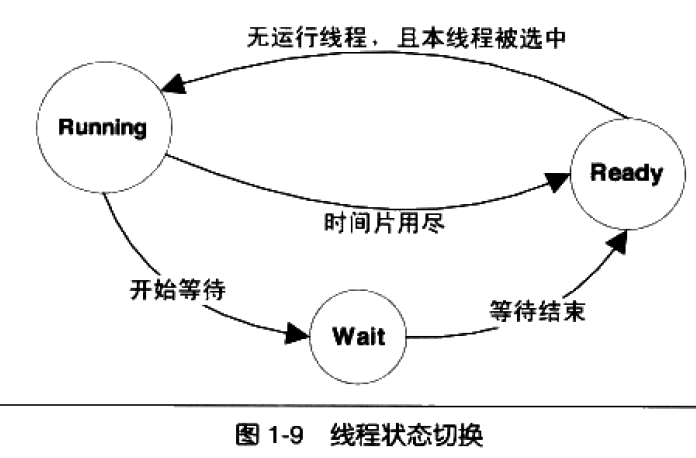 无运行线程，且本线程被选中
Running
Ready
时间片用尽
开始等待
等待结束
Wait
图 1-9 线程状态切换